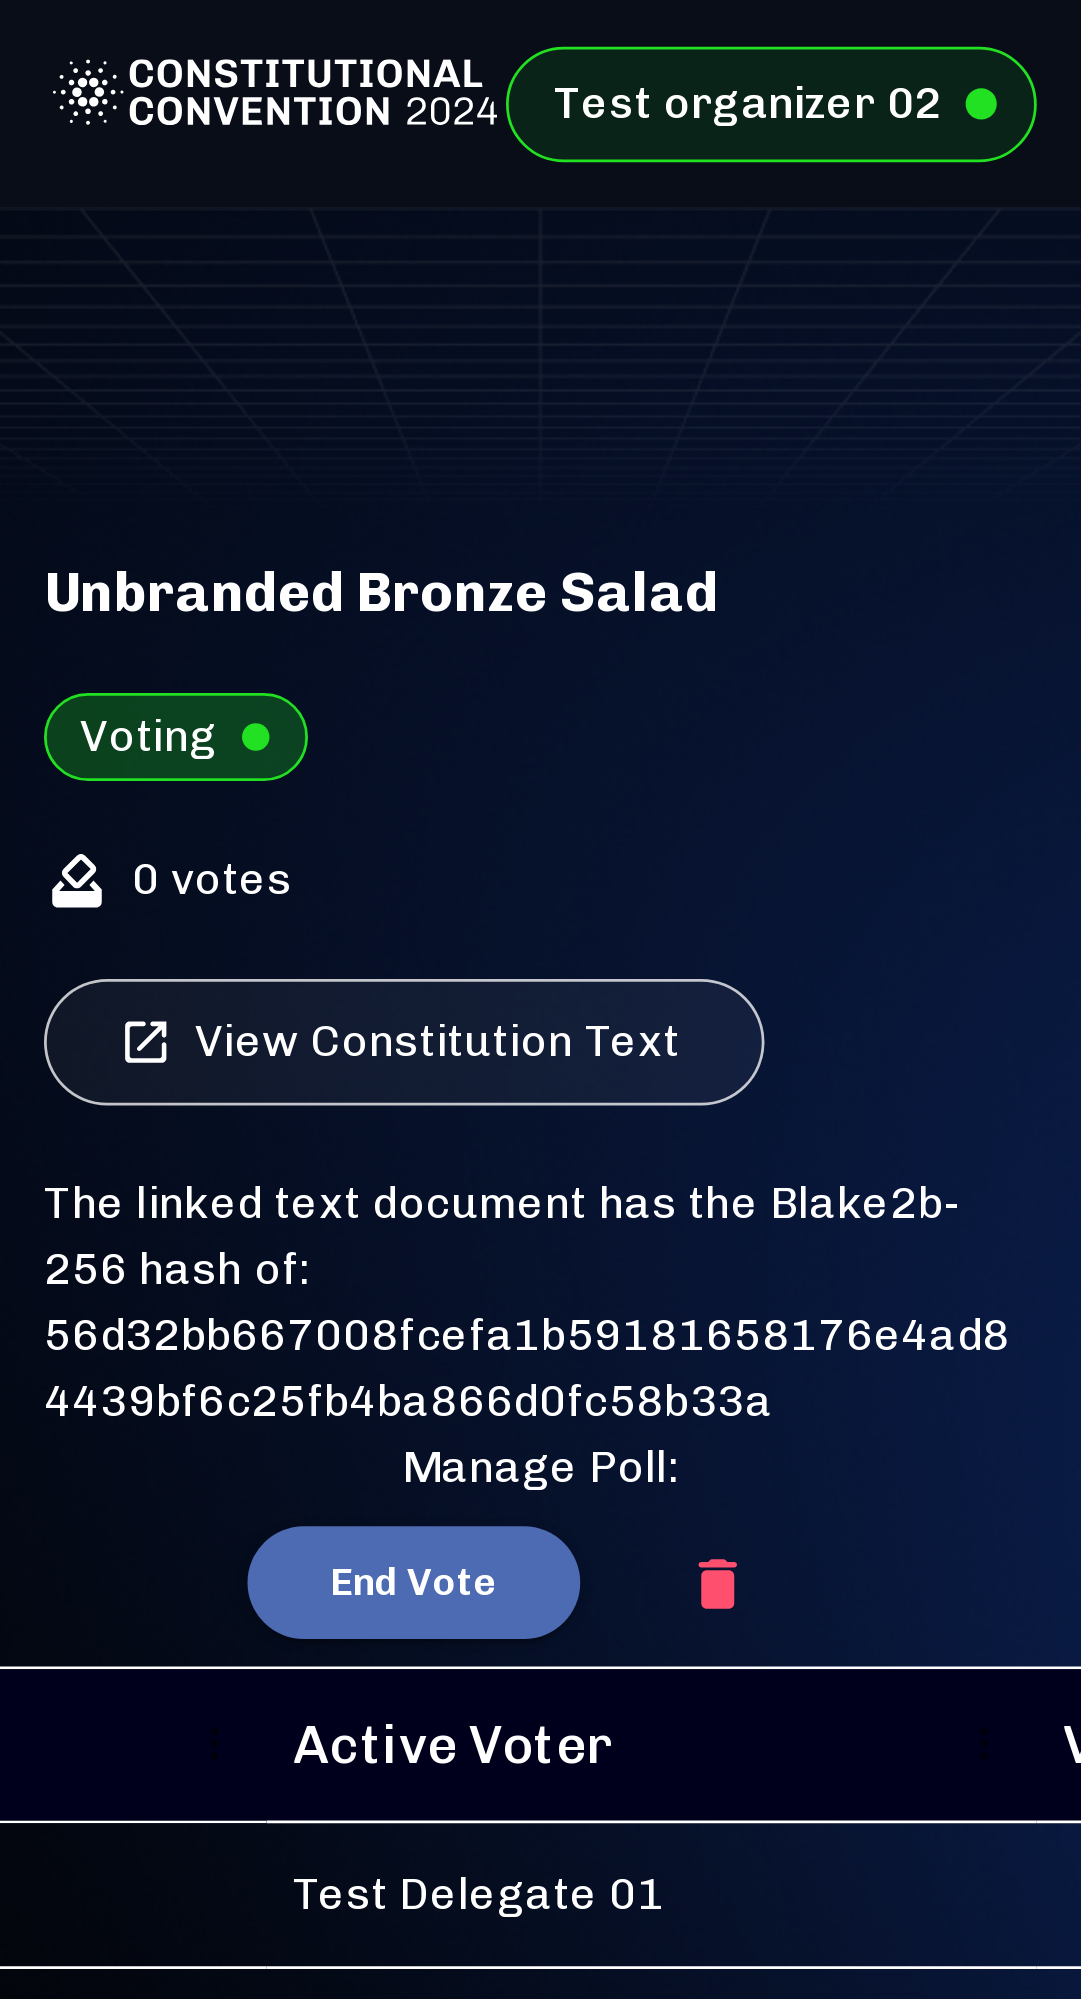 CONSTITUTIONAL
CONVENTION 2024
Test organizer 02
Unbranded Bronze Salad
Voting
0 votes
View Constitution Text
The linked text document has the Blake2b-
256 hash of:
56d32bb667008fcefa1b59181658176e4ad8
4439bf6c25fb4ba866d0fc58b33a
Manage Poll:
End Vote
Active Voter
Test Delegate 01